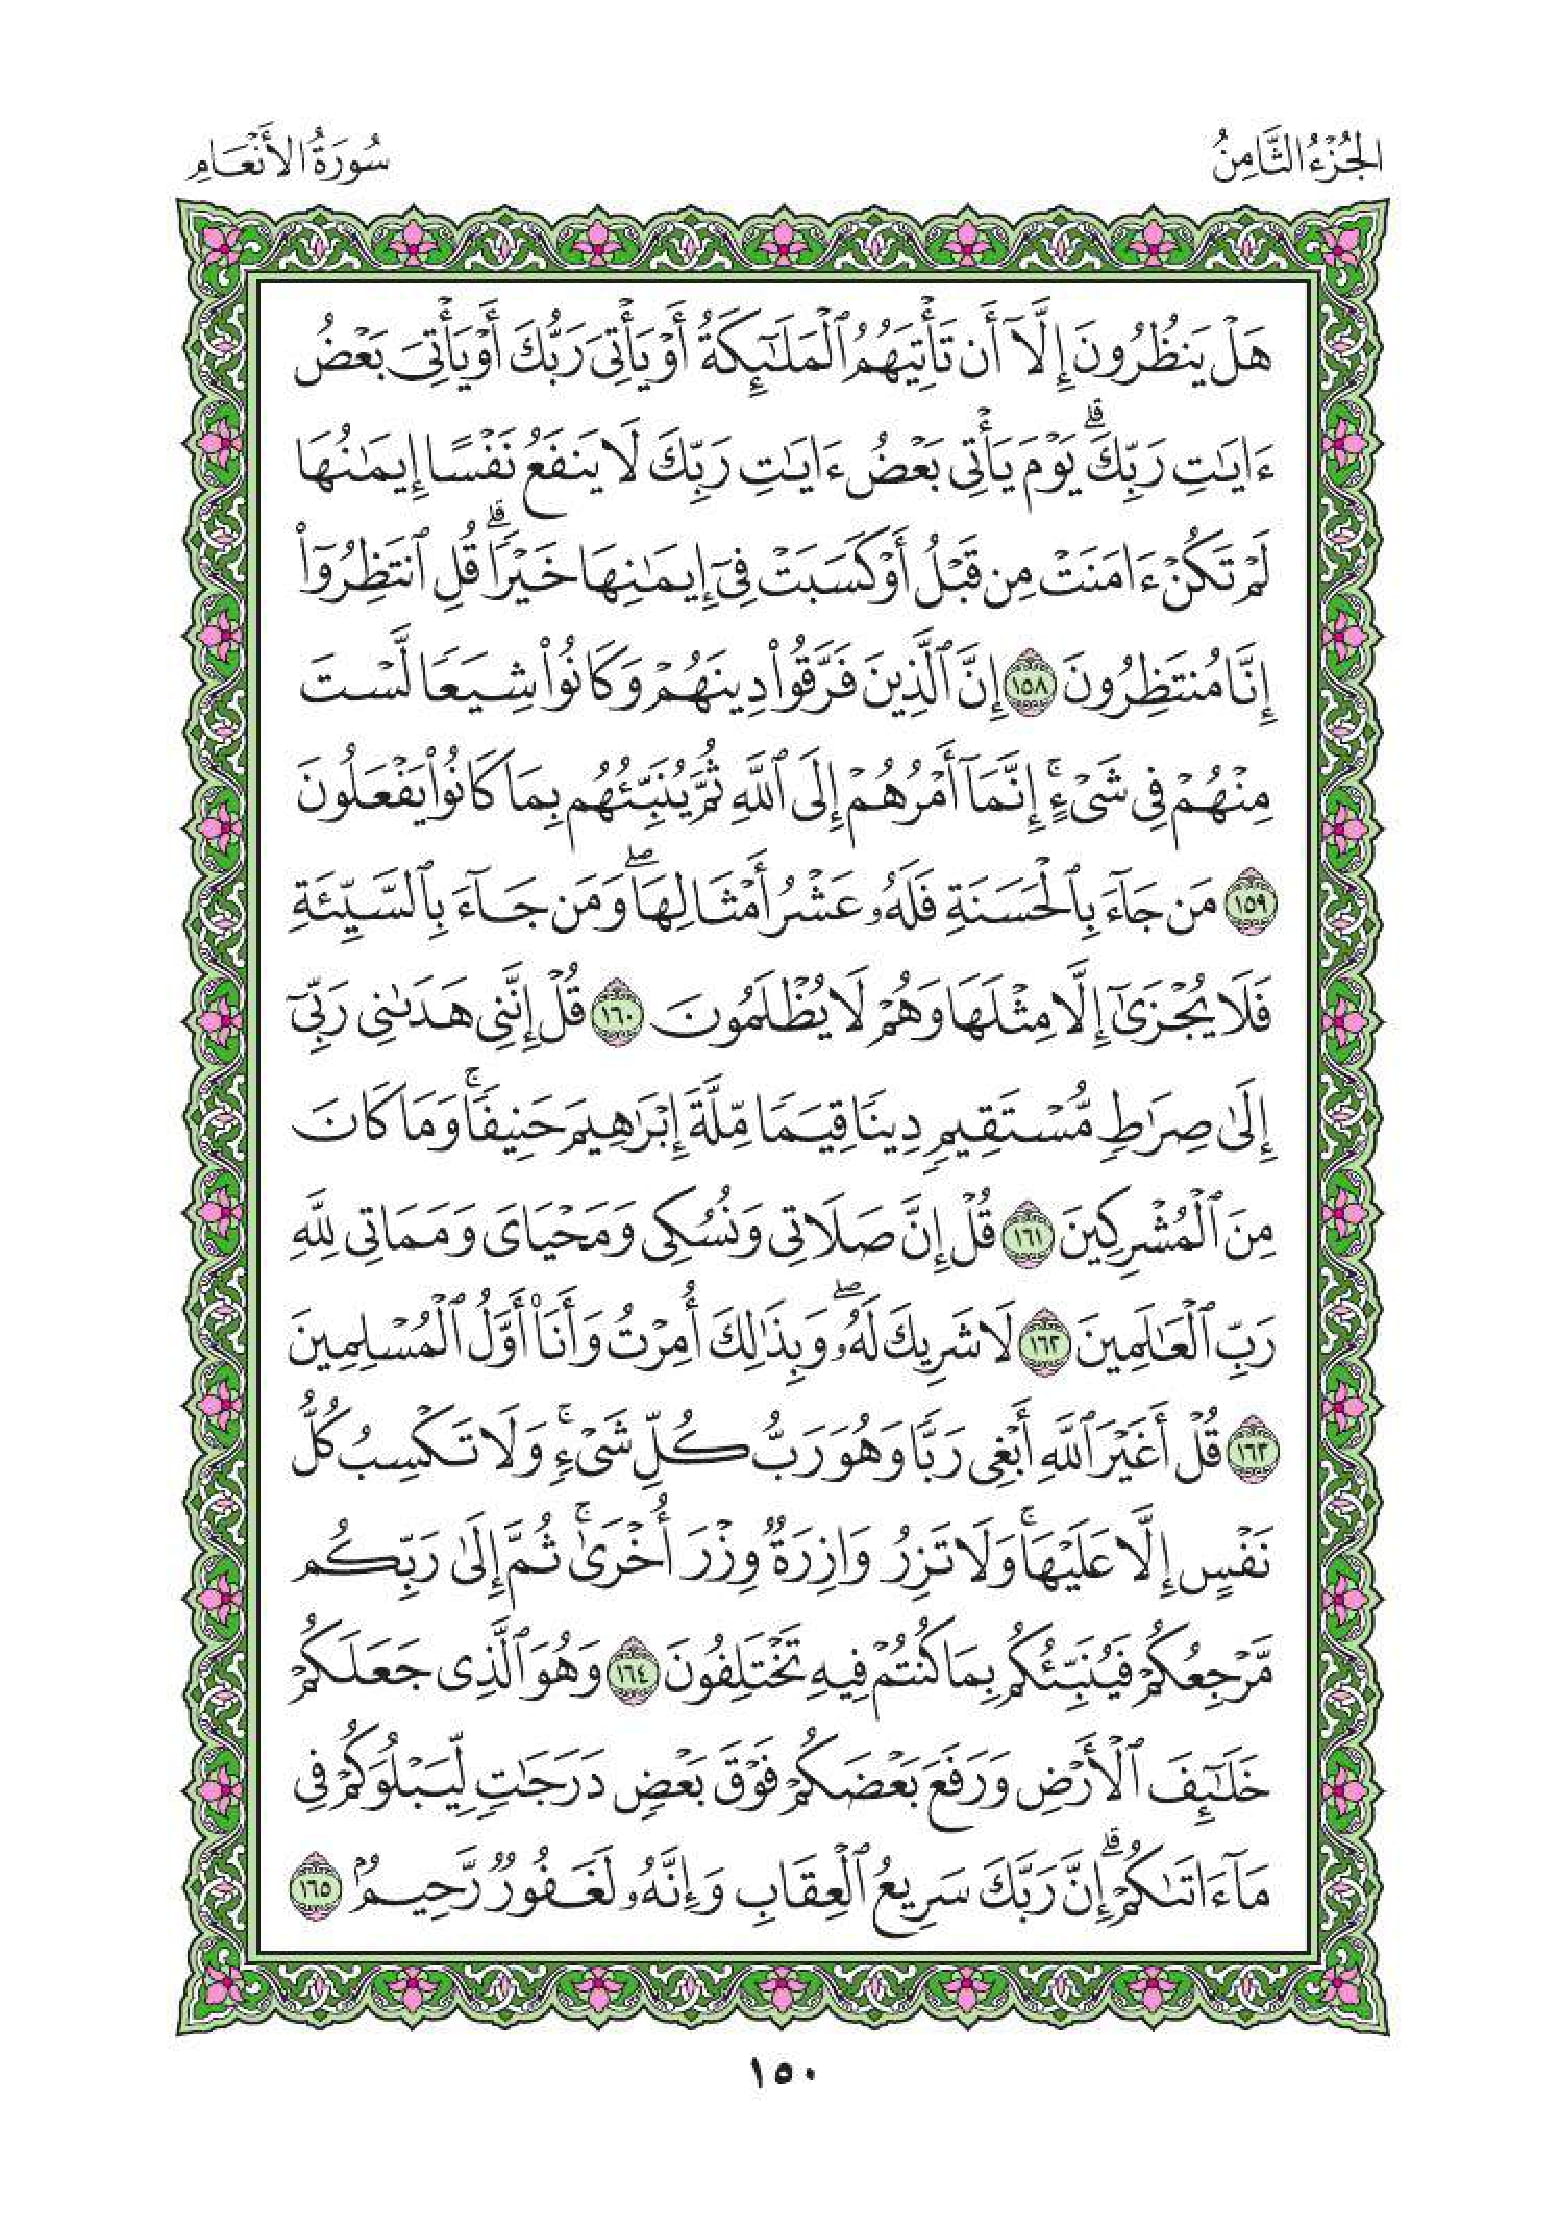 الجُزْءُ الثَّامِنُ
سُورَةُ الأَنْعَامِ
هَلْ يَنظُرُونَ إِلَّآ أَن تَأْتِيَهُمُ ٱلْمَلَٰٓئِكَةُ أَوْ يَأْتِىَ رَبُّكَ أَوْ يَأْتِىَ بَعْضُ
ءَايَٰتِ رَبِّكَ ۗ يَوْمَ يَأْتِى بَعْضُ ءَايَٰتِ رَبِّكَ لَا يَنفَعُ نَفْسًا إِيمَٰنُهَا
لَمْ تَكُنْ ءَامَنَتْ مِن قَبْلُ أَوْ كَسَبَتْ فِىٓ إِيمَٰنِهَا خَيْرًا ۗ قُلِ ٱنتَظِرُوٓا۟
إِنَّا مُنتَظِرُونَ ١٥٨ إِنَّ ٱلَّذِينَ فَرَّقُوا۟ دِينَهُمْ وَكَانُوا۟ شِيَعًا لَّسْتَ
مِنْهُمْ فِى شَىْءٍ ۚ إِنَّمَآ أَمْرُهُمْ إِلَى ٱللَّهِ ثُمَّ يُنَبِّئُهُم بِمَا كَانُوا۟ يَفْعَلُونَ
١٥٩ مَن جَآءَ بِٱلْحَسَنَةِ فَلَهُۥ عَشْرُ أَمْثَالِهَا ۖ وَمَن جَآءَ بِٱلسَّيِّئَةِ
فَلَا يُجْزَىٰٓ إِلَّا مِثْلَهَا وَهُمْ لَا يُظْلَمُونَ ١٦٠ قُلْ إِنَّنِى هَدَىٰنِى رَبِّىٓ
إِلَىٰ صِرَٰطٍ مُّسْتَقِيمٍ دِينًا قِيَمًا مِّلَّةَ إِبْرَٰهِيمَ حَنِيفًا ۚ وَمَا كَانَ
مِنَ ٱلْمُشْرِكِينَ ١٦١ قُلْ إِنَّ صَلَاتِى وَنُسُكِى وَمَحْيَاىَ وَمَمَاتِى لِلَّهِ
رَبِّ ٱلْعَٰلَمِينَ ١٦٢ لَا شَرِيكَ لَهُۥ ۖ وَبِذَٰلِكَ أُمِرْتُ وَأَنَا۠ أَوَّلُ ٱلْمُسْلِمِينَ
١٦٣ قُلْ أَغَيْرَ ٱللَّهِ أَبْغِى رَبًّا وَهُوَ رَبُّ كُلِّ شَىْءٍ ۚ وَلَا تَكْسِبُ كُلُّ
نَفْسٍ إِلَّا عَلَيْهَا ۚ وَلَا تَزِرُ وَازِرَةٌ وِزْرَ أُخْرَىٰ ۚ ثُمَّ إِلَىٰ رَبِّكُم
مَّرْجِعُكُمْ فَيُنَبِّئُكُم بِمَا كُنتُمْ فِيهِ تَخْتَلِفُونَ ١٦٤ وَهُوَ ٱلَّذِى جَعَلَكُمْ
خَلَٰٓئِفَ ٱلْأَرْضِ وَرَفَعَ بَعْضَكُمْ فَوْقَ بَعْضٍ دَرَجَٰتٍ لِّيَبْلُوَكُمْ فِى
مَآ ءَاتَىٰكُمْ ۗ إِنَّ رَبَّكَ سَرِيعُ ٱلْعِقَابِ وَإِنَّهُۥ لَغَفُورٌ رَّحِيمٌۢ ١٦٥
١٥٠